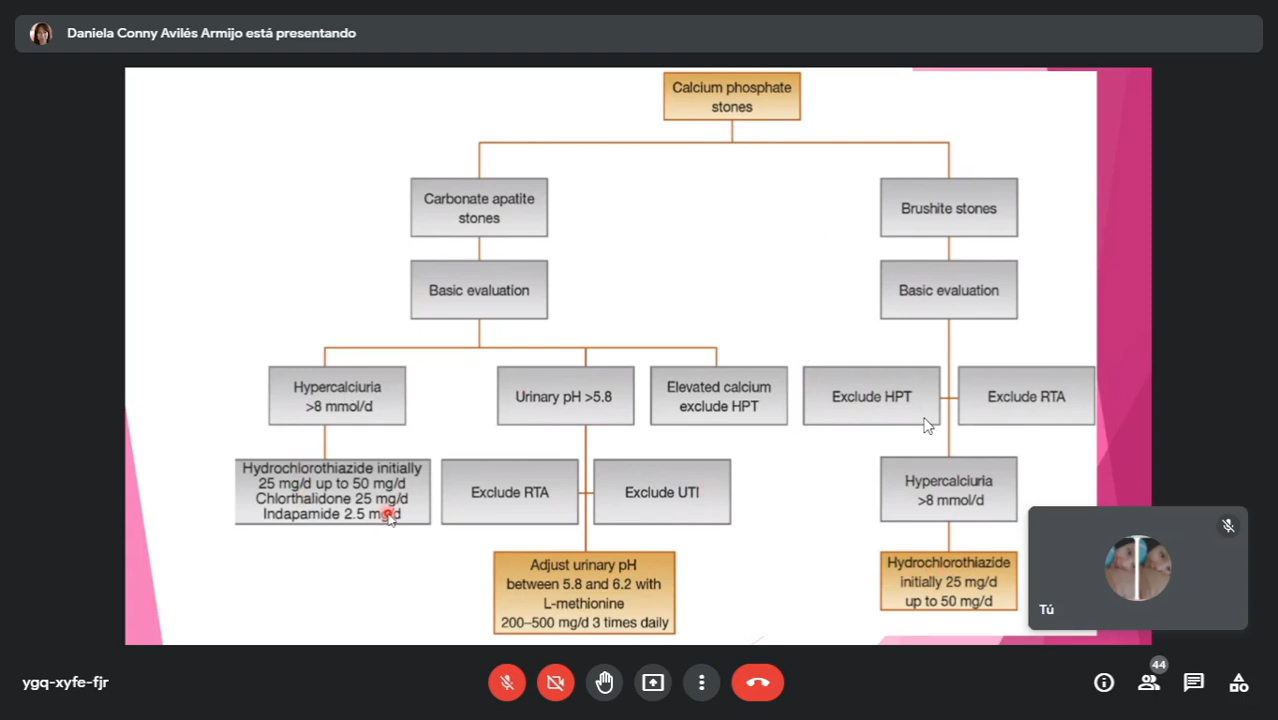 Daniela Conny Avilés Armijo está presentando
Calcium phosphate
stones
Carbonate apatite
stones
Brushite stones
Basic evaluation
Basic evaluation
Hypercalciuria
>8 mmol/d
Urinary pH >5.8
Elevated calcium
exclude HPT
Exclude HPT
Exclude RTA
Hydrochlorothiazide initially
25 mg/d up to 50 mg/d
Chlorthalidone 25 mg/d
Indapamide 2.5 mg/d
Exclude RTA
Exclude UTI
Hypercalciuria
>8 mmol/d
Adjust urinary pH
between 5.8 and 6.2 with
L-methionine
200–500 mg/d 3 times daily
Hydrochlorothiazide
initially 25 mg/d
up to 50 mg/d
Tú
ygq-xyfe-fjr
44